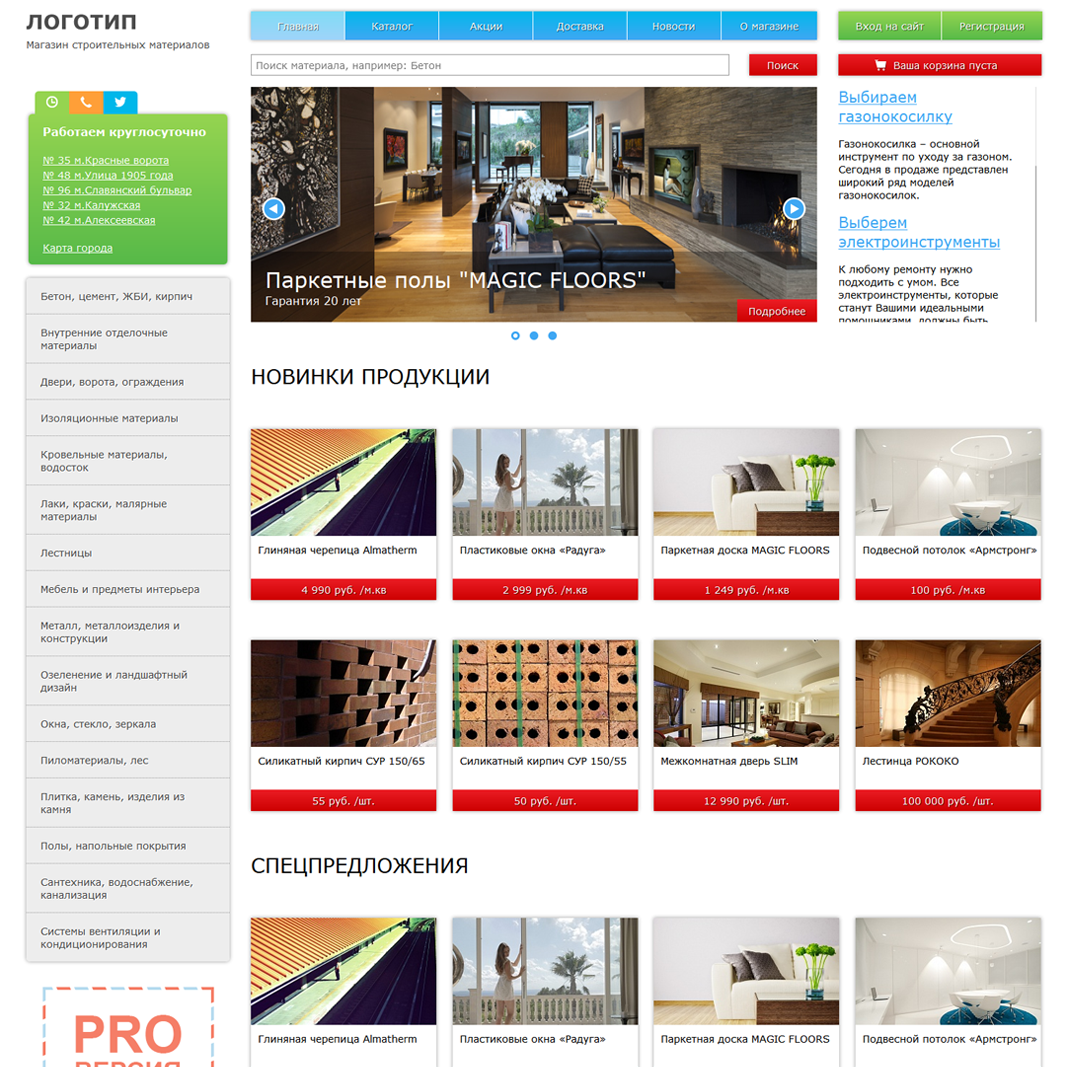 ЛОГОТИП
Магазин строительных материалов
Главная
Каталог
Акции
Доставка
Новости
О магазине
Вход на сайт
Регистрация
Поиск материала, например: Бетон
Поиск
Ваша корзина пуста
Работаем круглосуточно
№ 35 м.Красные ворота
№ 48 м.Улица 1905 года
№ 96 м.Славянский бульвар
№ 32 м.Калужская
№ 42 м.Алексеевская
Карта города
Бетон, цемент, ЖБИ, кирпич
Внутренние отделочные
материалы
Двери, ворота, ограждения
Изоляционные материалы
Кровельные материалы,
водосток
Лаки, краски, малярные
материалы
Лестницы
Мебель и предметы интерьера
Металл, металлоизделия и
конструкции
Озеленение и ландшафтный
дизайн
Окна, стекло, зеркала
Пиломатериалы, лес
Плитка, камень, изделия из
камня
Полы, напольные покрытия
Сантехника, водоснабжение,
канализация
Системы вентиляции и
кондиционирования
PRO
ВЕРСИЯ
Паркетные полы "MAGIC FLOORS"
Гарантия 20 лет
Подробнее
Выбираем
газонокосилку
Газонокосилка – основной
инструмент по уходу за газоном.
Сегодня в продаже представлен
широкий ряд моделей
газонокосилок.
Выберем
электроинструменты
К любому ремонту нужно
подходить с умом. Все
электроинструменты, которые
станут Вашими идеальными
помощниками, должны быть
НОВИНКИ ПРОДУКЦИИ
Глиняная черепица Almatherm
Пластиковые окна «Радуга»
Паркетная доска MAGIC FLOORS
Подвесной потолок «Армстронг»
4 990 руб. /м.кв
2 999 руб. /м.кв
1 249 руб. /м.кв
100 руб. /м.кв
Силикатный кирпич СУР 150/65
Силикатный кирпич СУР 150/55
Межкомнатная дверь SLIM
Лестинца РОКОКО
55 руб. /шт.
50 руб. /шт.
12 990 руб. /шт.
100 000 руб. /шт.
СПЕЦПРЕДЛОЖЕНИЯ
Глиняная черепица Almatherm
Пластиковые окна «Радуга»
Паркетная доска MAGIC FLOORS
Подвесной потолок «Армстронг»